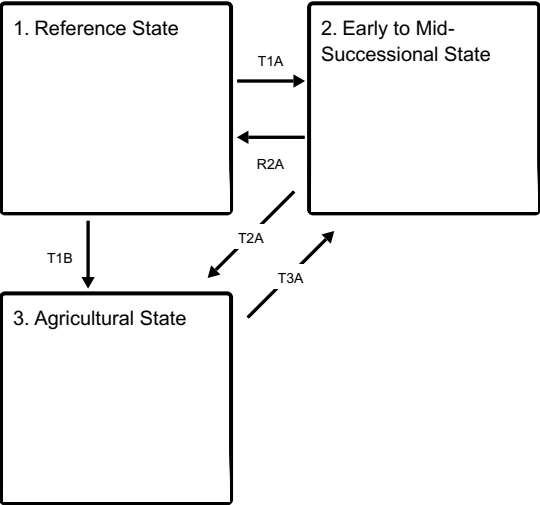 1. Reference State
2. Early to Mid-
Successional State
T1A
R2A
T2A
T1B
T3A
3. Agricultural State